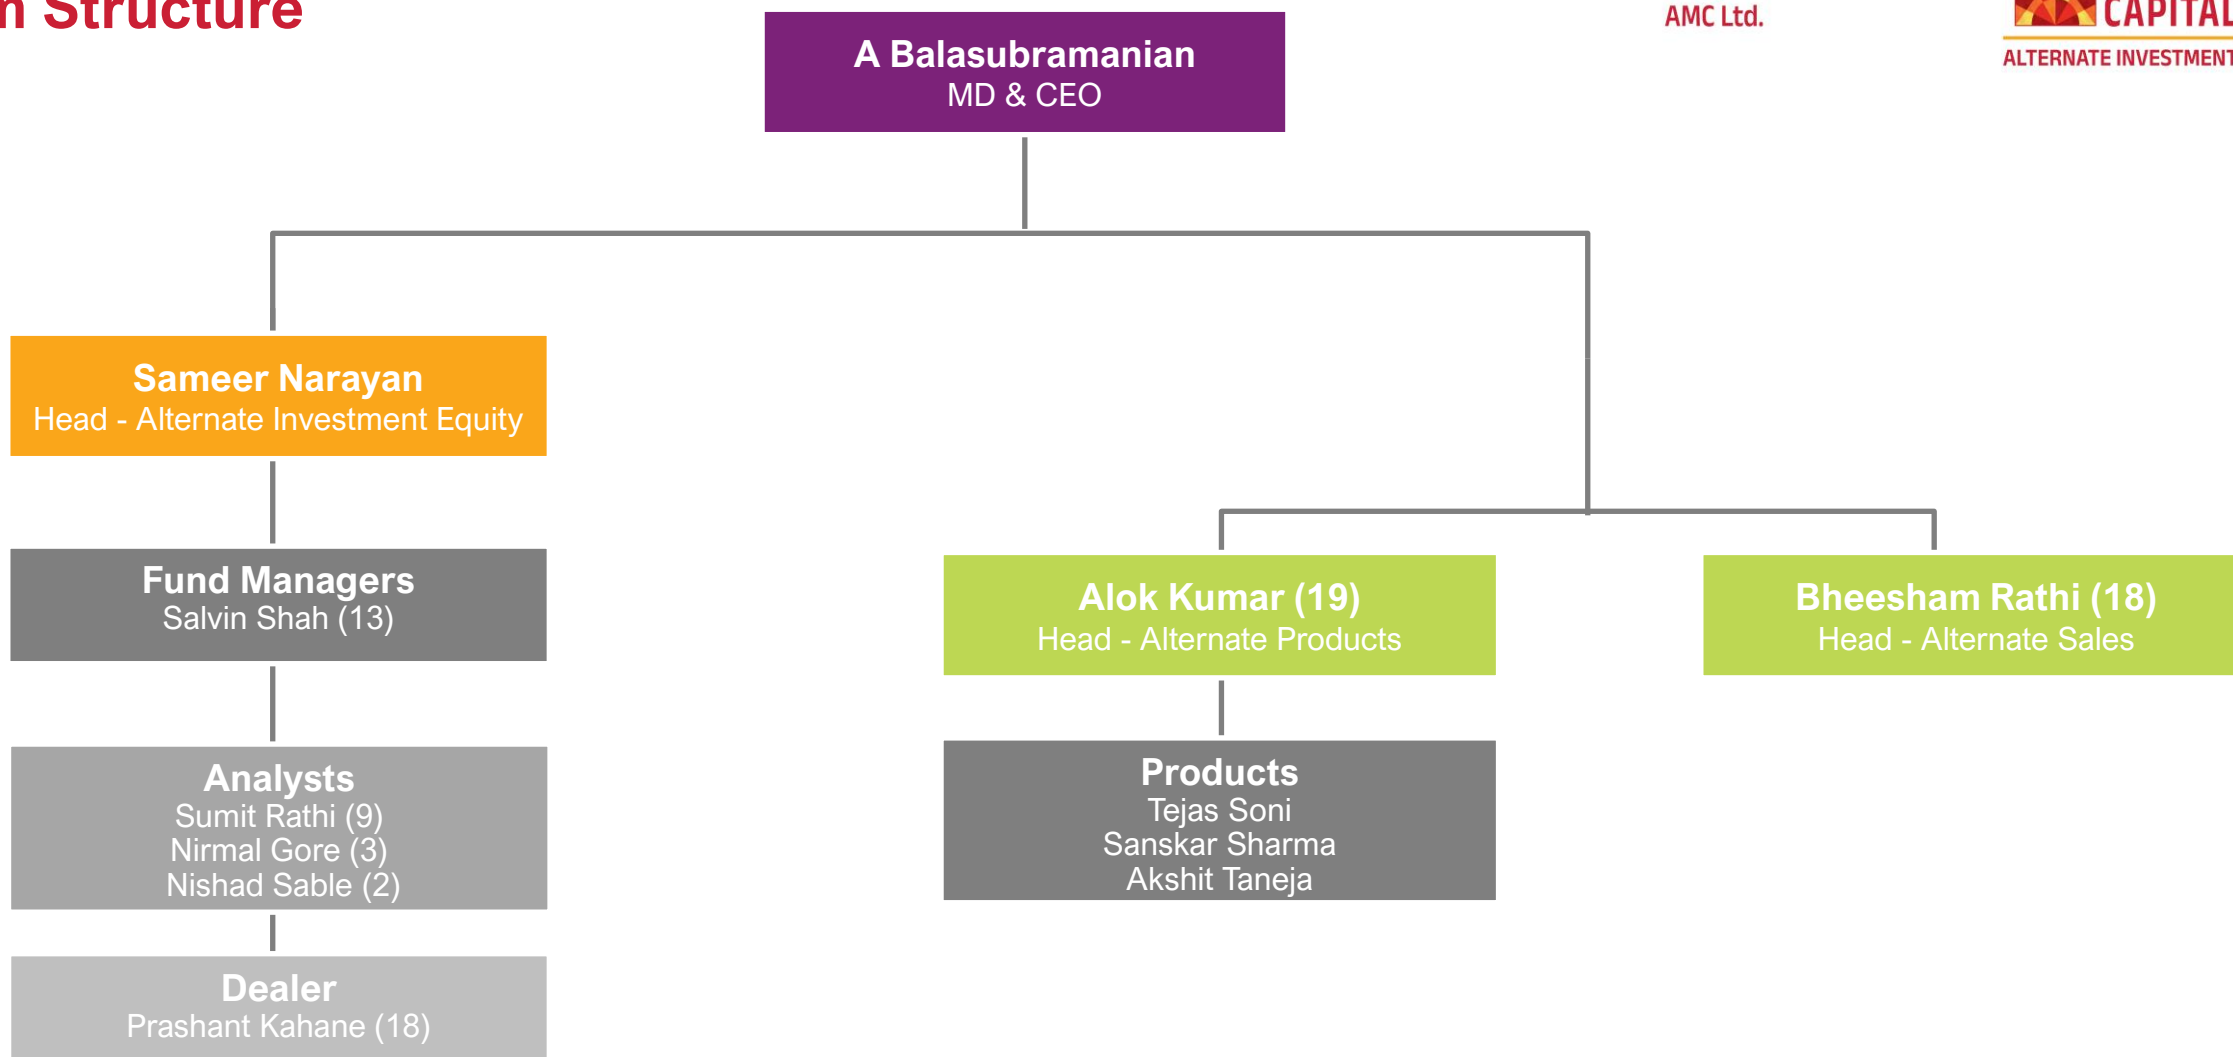 Structure
AMC Ltd.
CAPITAL
ALTERNATE INVESTMENT
A Balasubramanian
MD & CEO
Sameer Narayan
Head - Alternate Investment Equity
Fund Managers
Salvin Shah (13)
Analysts
Sumit Rathi (9)
Nirmal Gore (3)
Nishad Sable (2)
Dealer
Prashant Kahane (18)
Alok Kumar (19)
Head - Alternate Products
Products
Tejas Soni
Sanskar Sharma
Akshit Taneja
Bheesham Rathi (18)
Head - Alternate Sales